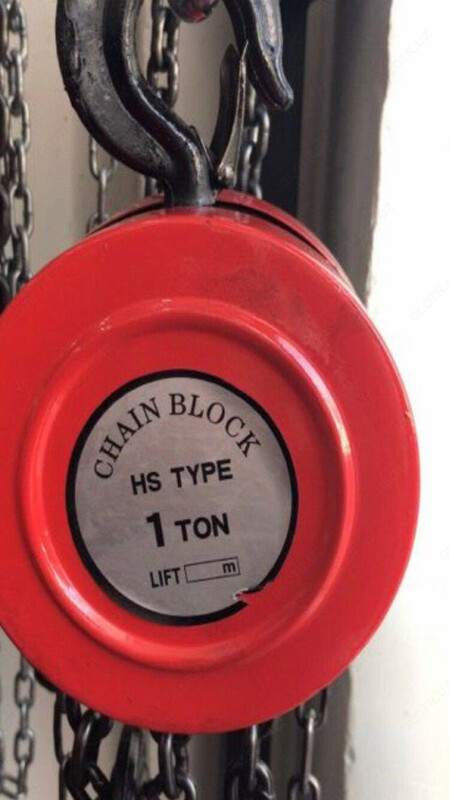 CHAIN BLOCK
HS TYPE
1 TON
LIFT m